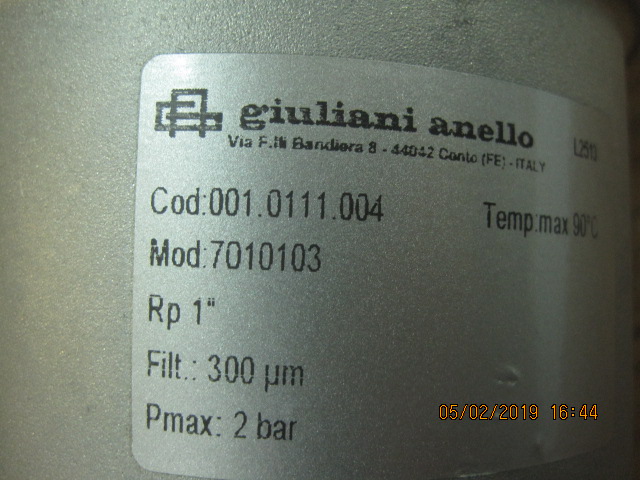 giuliani anello
Via F.lli Bandiera 8 - 44042 Cento (FE) - ITALY
L2513
Cod:001.0111.004
Temp:max 90°C
Mod:7010103
Rp 1"
Filt.: 300 µm
Pmax: 2 bar
05/02/2019 16:44